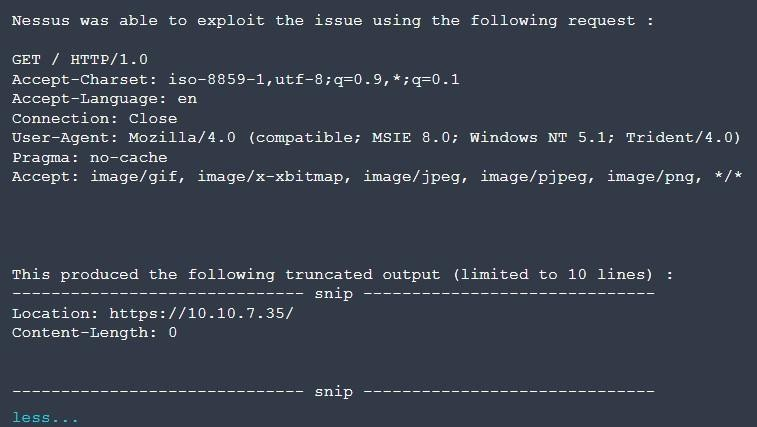 Nessus was able to exploit the issue using the following request :
GET / HTTP/1.0
Accept-Charset: iso-8859-1,utf-8;q=0.9,*;q=0.1
Accept-Language: en
Connection: Close
User-Agent: Mozilla/4.0 (compatible; MSIE 8.0; Windows NT 5.1; Trident/4.0)
Pragma: no-cache
Accept: image/gif, image/x-xbitmap, image/jpeg, image/pjpeg, image/png, */*
This produced the following truncated output (limited to 10 lines) :
------------------------------ snip ------------------------------
Location: https://10.10.7.35/
Content-Length: 0
------------------------------ snip ------------------------------
less...